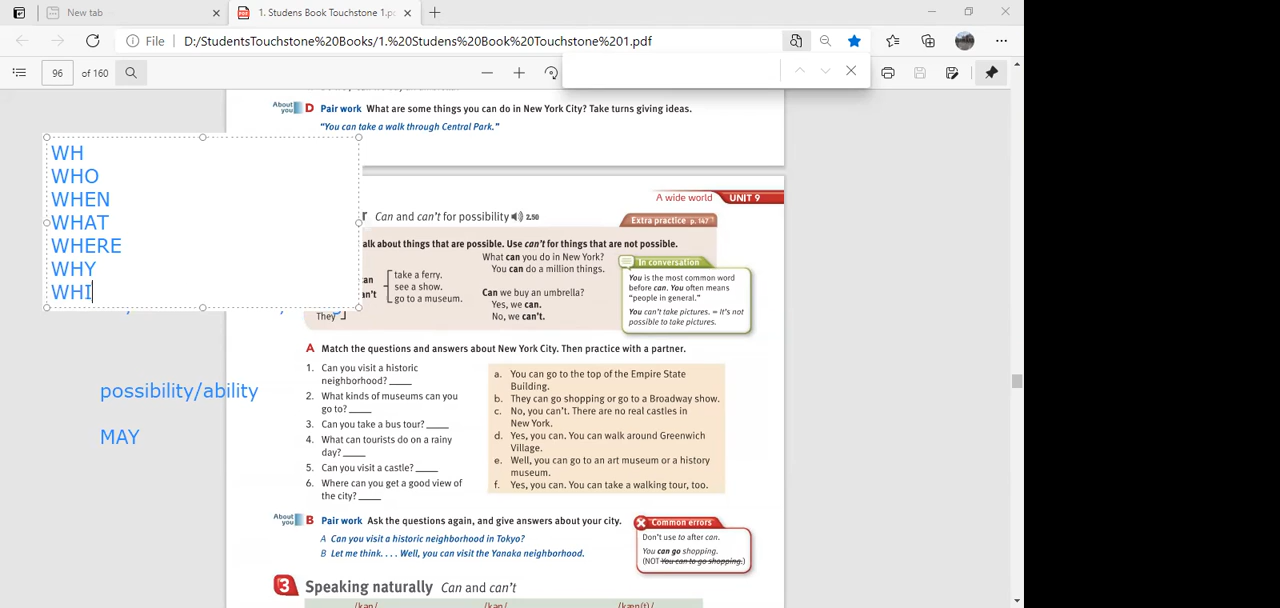 New tab
1. Studens Book Touchstone 1.pc
File D:/StudentsTouchstone%20Books/1.%20Studens%20Book%20Touchstone%201.pdf
96 of 160
About you D Pair work What are some things you can do in New York City? Take turns giving ideas.
"You can take a walk through Central Park."
WH
WHO
WHEN
WHAT
WHERE
WHY
WHI
possibility/ability
MAY
A wide world UNIT 9
Can and can't for possibility 2.50
Extra practice p. 147
alk about things that are possible. Use can't for things that are not possible.
an
n't
They
take a ferry.
see a show.
go to a museum.
What can you do in New York?
You can do a million things.
Can we buy an umbrella?
Yes, we can.
No, we can't.
In conversation
You is the most common word
before can. You often means
"people in general."
You can't take pictures. = It's not
possible to take pictures.
A Match the questions and answers about New York City. Then practice with a partner.
1. Can you visit a historic
neighborhood? ____
2. What kinds of museums can you
go to? ____
3. Can you take a bus tour? ____
4. What can tourists do on a rainy
day? ____
5. Can you visit a castle? ____
6. Where can you get a good view of
the city? ____
a. You can go to the top of the Empire State
Building.
b. They can go shopping or go to a Broadway show.
c. No, you can't. There are no real castles in
New York.
d. Yes, you can. You can walk around Greenwich
Village.
e. Well, you can go to an art museum or a history
museum.
f. Yes, you can. You can take a walking tour, too.
About you B Pair work Ask the questions again, and give answers about your city.
A Can you visit a historic neighborhood in Tokyo?
B Let me think. . . . Well, you can visit the Yanaka neighborhood.
Common errors
Don't use to after can.
You can go shopping.
(NOT You can to go shopping.)
3 Speaking naturally Can and can't
/kən/ /kən/ /kæn(t)/